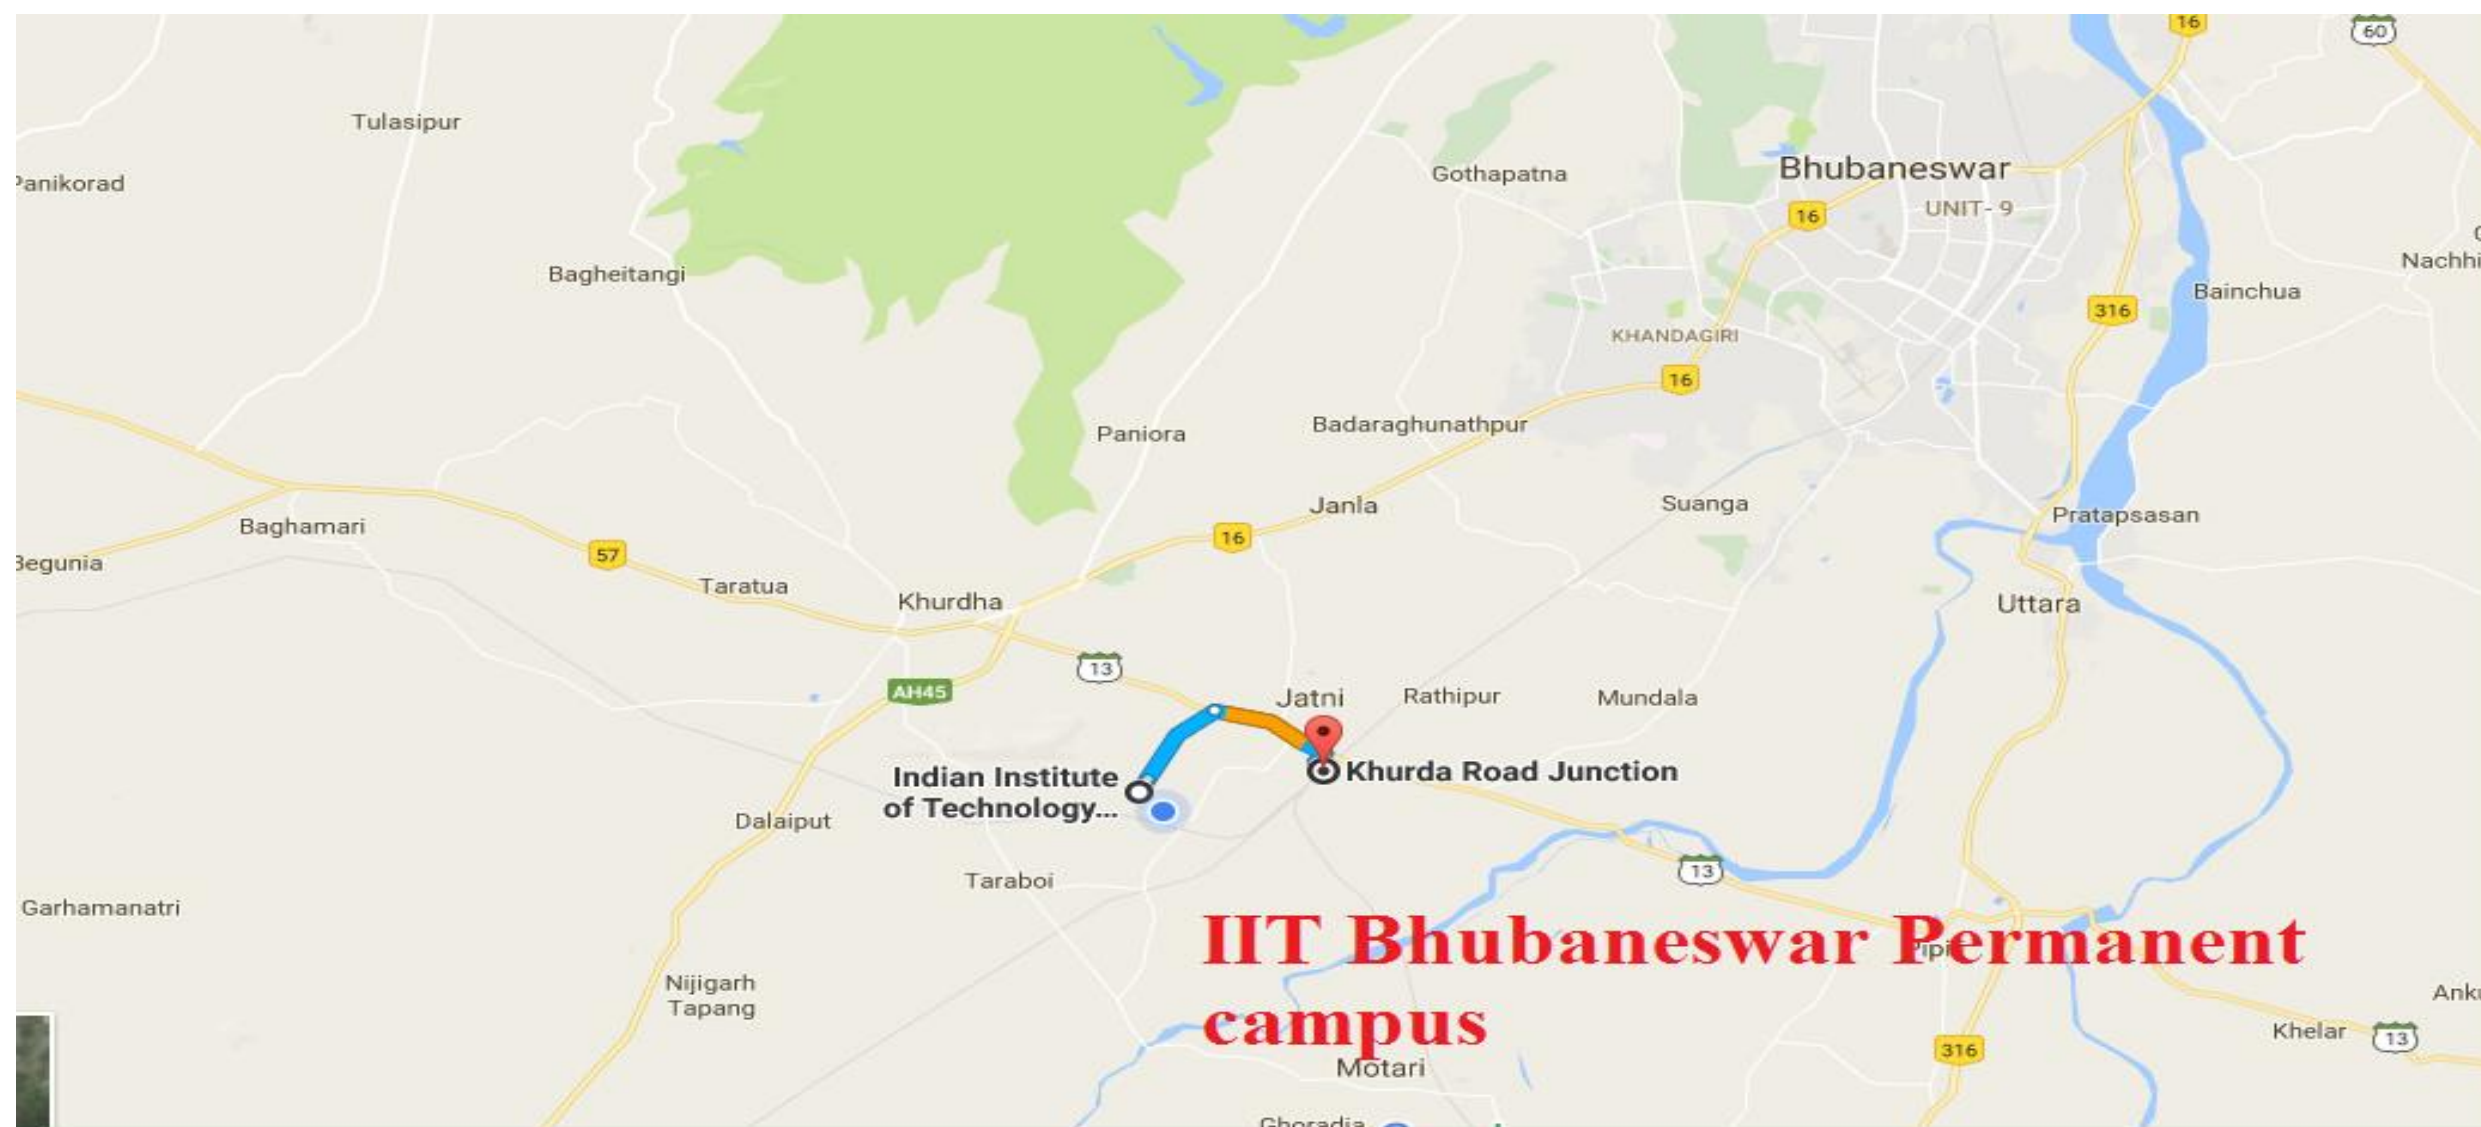 16
60
Tulasipur
Bhubaneswar
Gothapatna
Panikorad
UNIT- 9
16
Nachhi
Bagheitangi
Bainchua
316
KHANDAGIRI
16
Badaraghunathpur
Paniora
Janla
Suanga
Pratapsasan
Baghamari
16
57
Begunia
Taratua
Khurdha
Uttara
13
AH45
Jatni
Rathipur
Mundala
Indian Institute
of Technology...
Khurda Road Junction
Dalaiput
13
Taraboi
Garhamanatri
IIT Bhubaneswar Permanent
campus
Nijigarh
Tapang
Khelar
13
316
Motari
Ghoradia